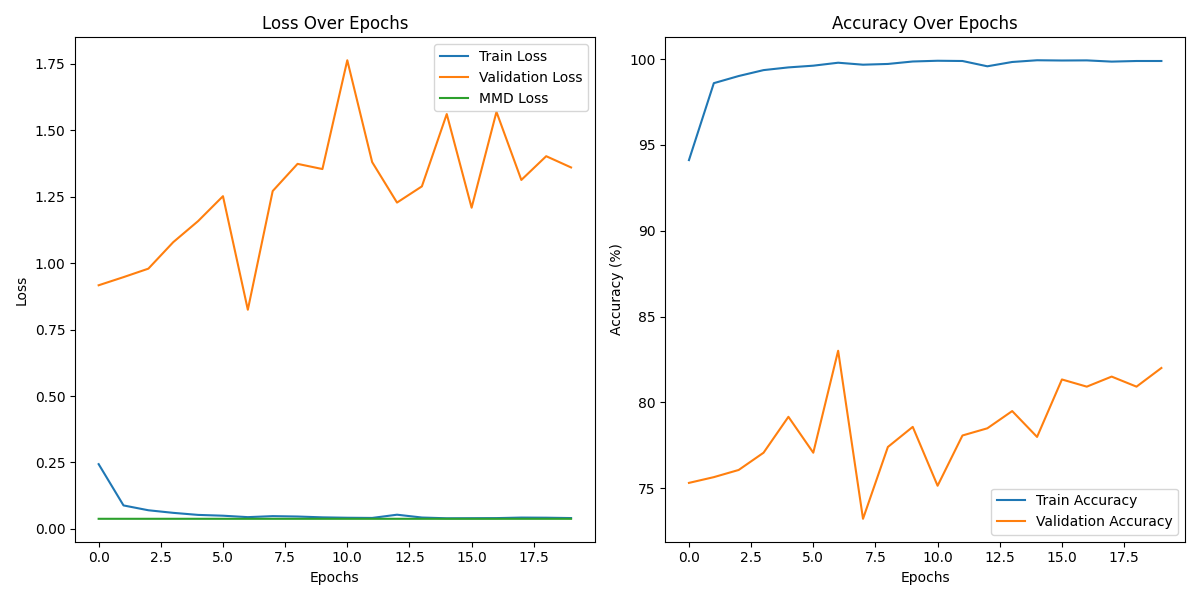 Loss Over Epochs
Train Loss
Validation Loss
MMD Loss
1.75
1.50
1.25
1.00
0.75
0.50
0.25
0.00
Loss
0.0 2.5 5.0 7.5 10.0 12.5 15.0 17.5
Epochs
Accuracy Over Epochs
100
95
90
85
80
75
Accuracy (%)
Train Accuracy
Validation Accuracy
0.0 2.5 5.0 7.5 10.0 12.5 15.0 17.5
Epochs